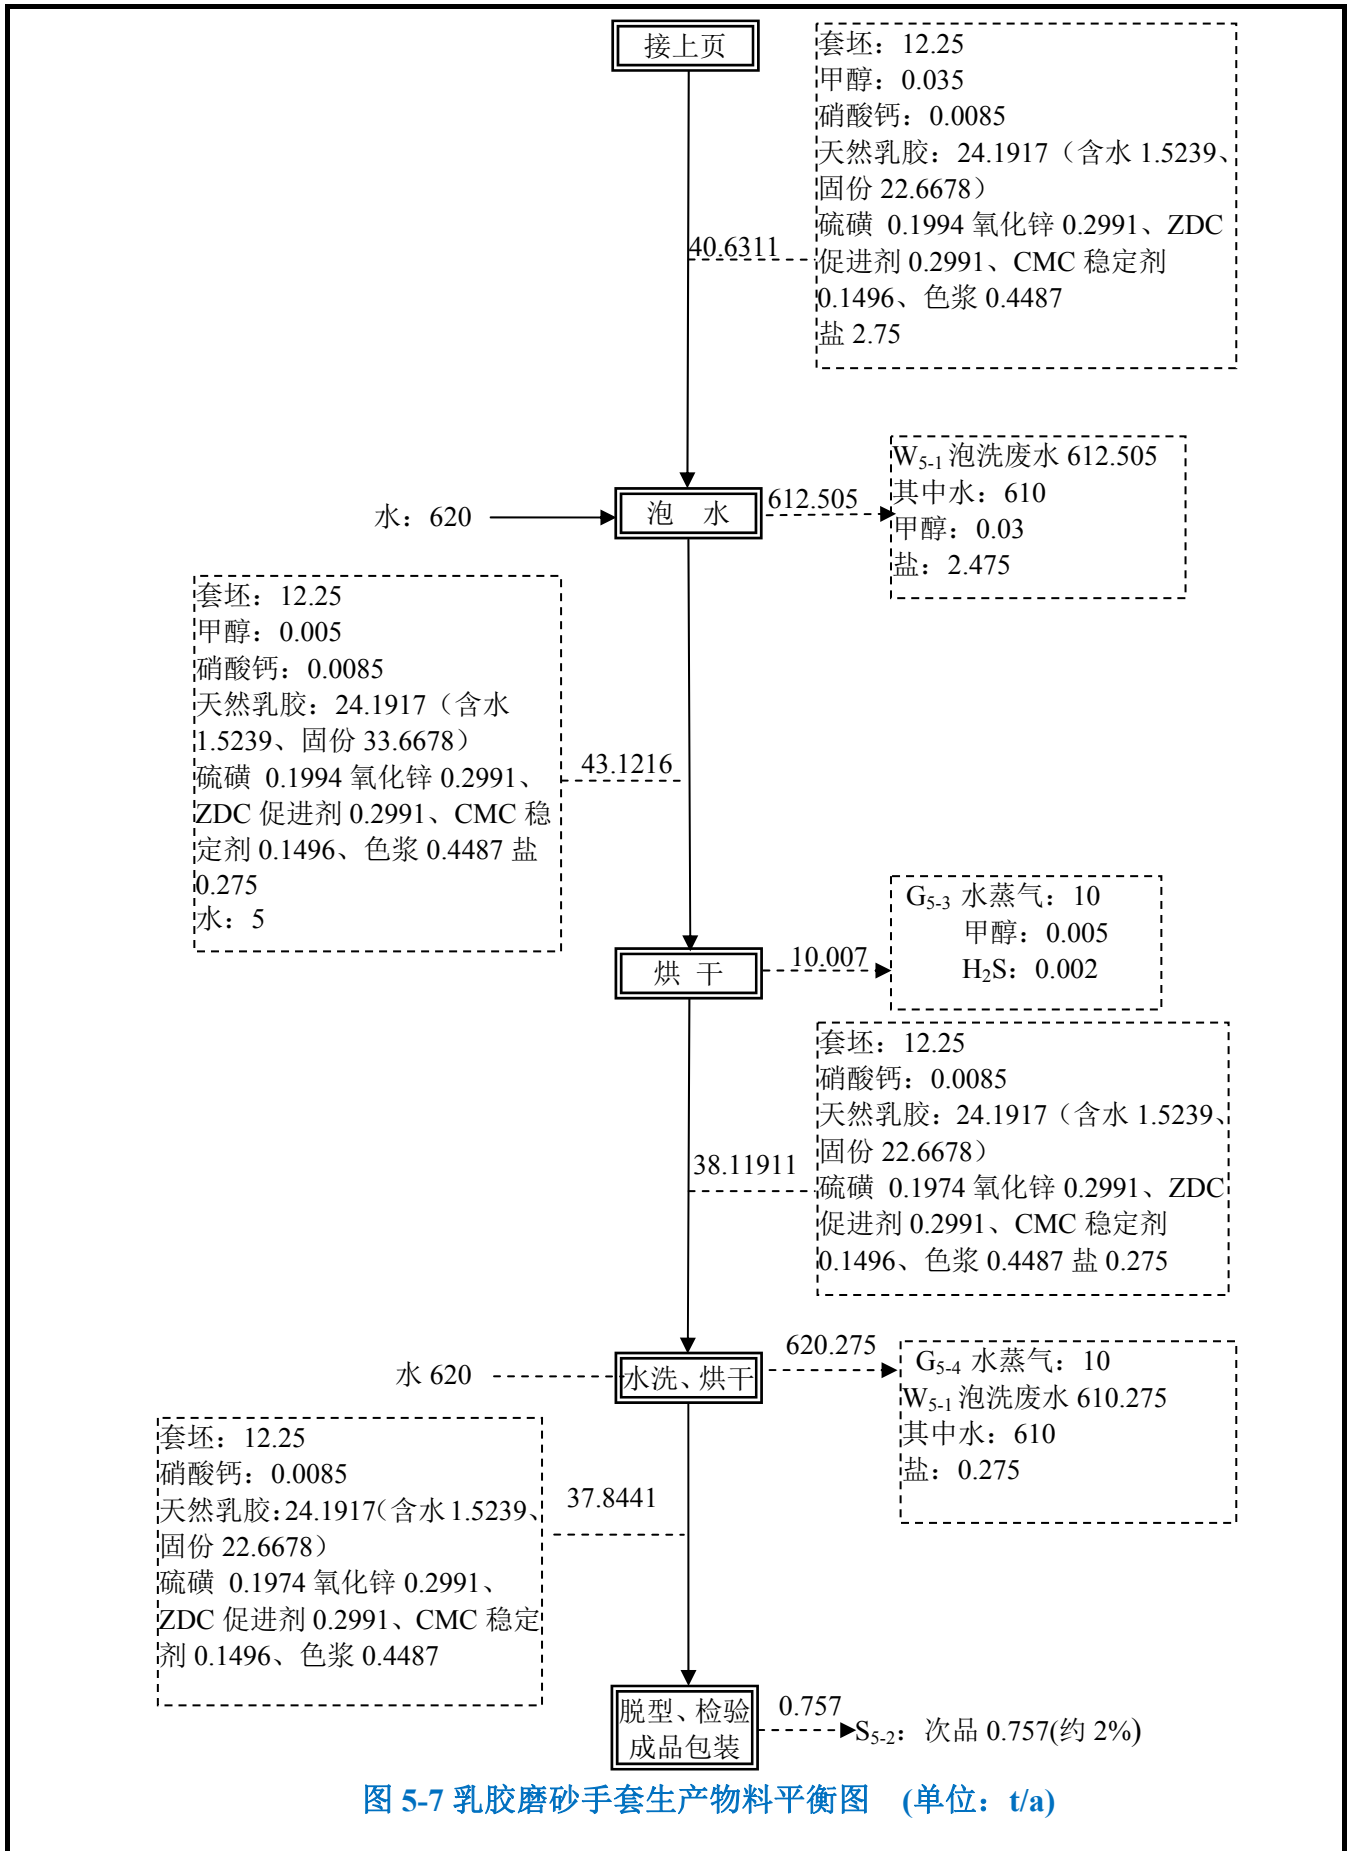 接上页
套坯：12.25
甲醇：0.035
硝酸钙：0.0085
天然乳胶：24.1917（含水 1.5239、
固份 22.6678）
硫磺 0.1994 氧化锌 0.2991、ZDC
促进剂 0.2991、CMC 稳定剂
0.1496、色浆 0.4487
盐 2.75
40.6311
水：620
泡 水
612.505
W5-1 泡洗废水 612.505
其中水：610
甲醇：0.03
盐：2.475
套坯：12.25
甲醇：0.005
硝酸钙：0.0085
天然乳胶：24.1917（含水
1.5239、固份 33.6678）
硫磺 0.1994 氧化锌 0.2991、
ZDC 促进剂 0.2991、CMC 稳
定剂 0.1496、色浆 0.4487 盐
0.275
水：5
43.1216
烘 干
10.007
G5-3 水蒸气：10
甲醇：0.005
H2S：0.002
套坯：12.25
硝酸钙：0.0085
天然乳胶：24.1917（含水 1.5239、
固份 22.6678）
硫磺 0.1974 氧化锌 0.2991、ZDC
促进剂 0.2991、CMC 稳定剂
0.1496、色浆 0.4487 盐 0.275
38.11911
水 620
水洗、烘干
620.275
G5-4 水蒸气：10
W5-1 泡洗废水 610.275
其中水：610
盐：0.275
套坯：12.25
硝酸钙：0.0085
天然乳胶：24.1917（含水 1.5239、
固份 22.6678）
硫磺 0.1974 氧化锌 0.2991、
ZDC 促进剂 0.2991、CMC 稳定
剂 0.1496、色浆 0.4487
37.8441
脱型、检验
成品包装
0.757
S5-2：次品 0.757(约 2%)
图 5-7 乳胶磨砂手套生产物料平衡图 (单位：t/a)